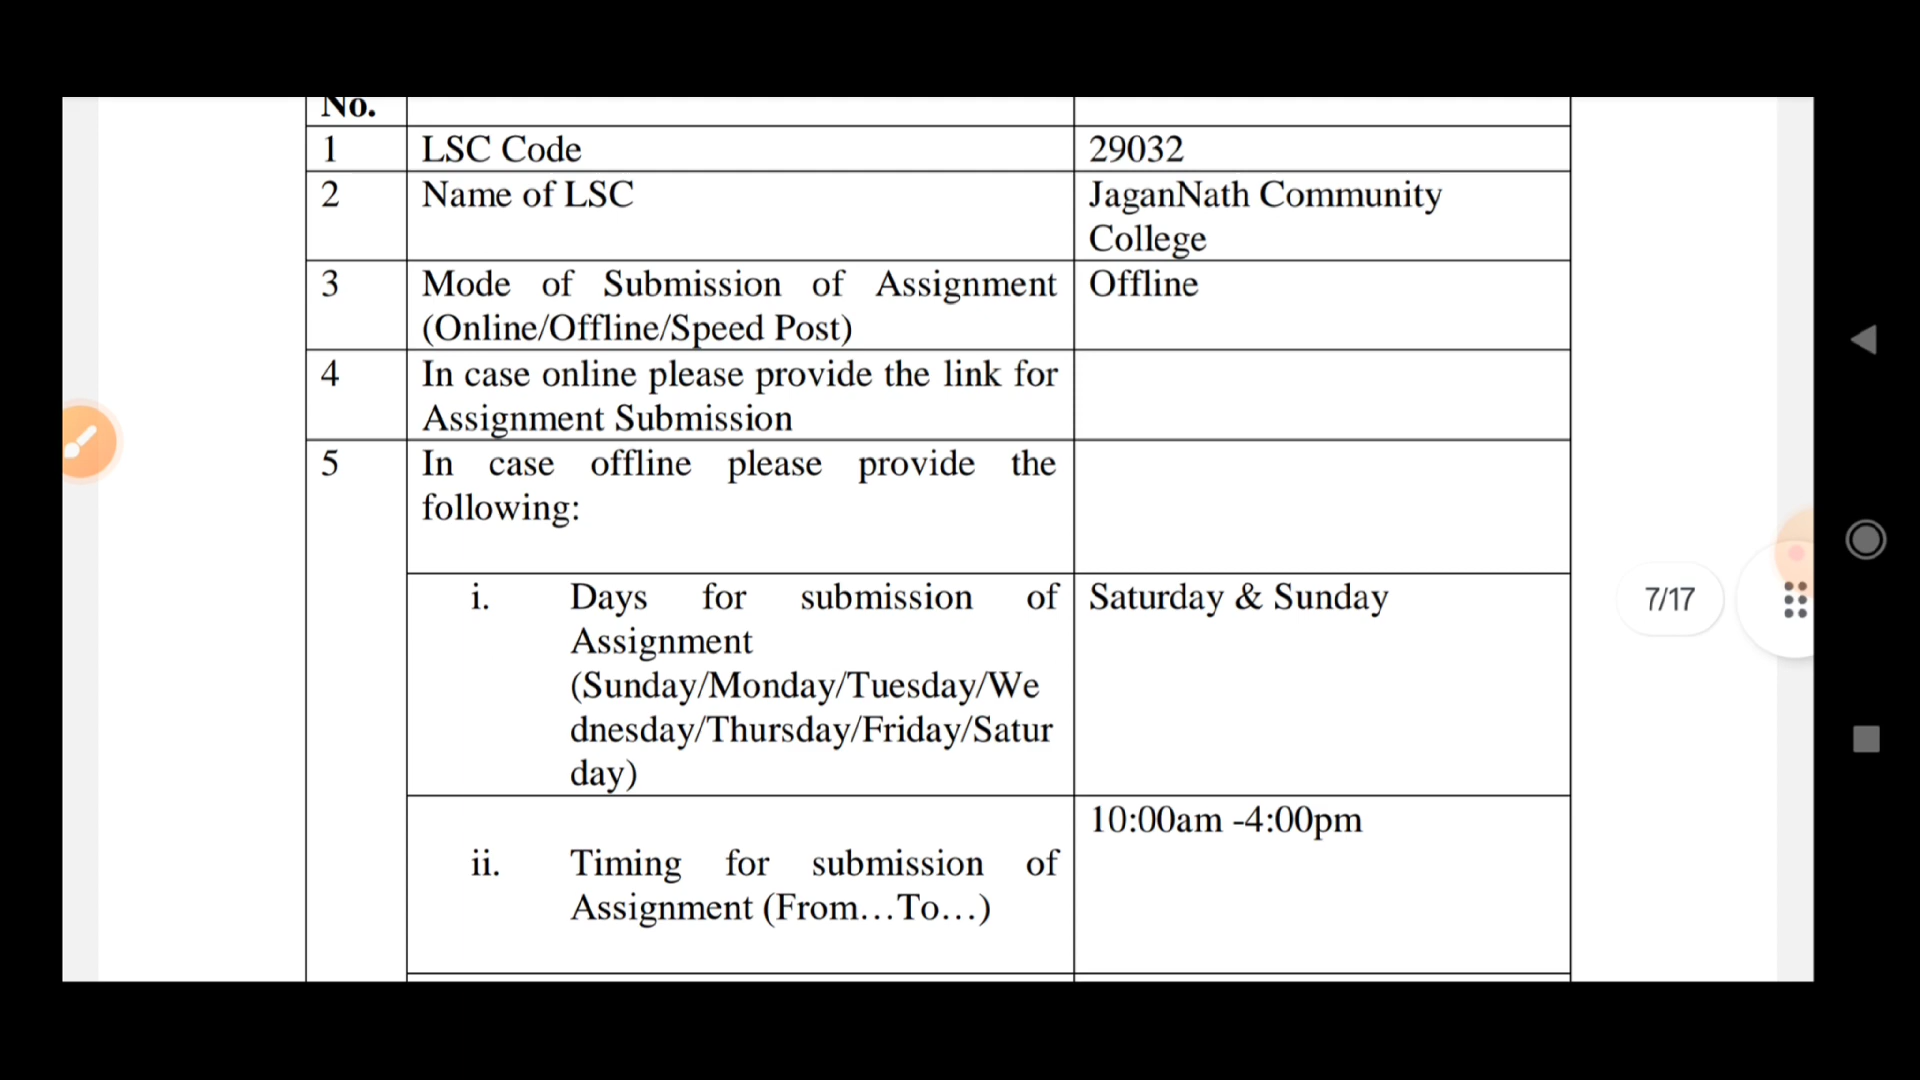 No.
1 LSC Code 29032
2 Name of LSC JaganNath Community
College
3 Mode of Submission of Assignment Offline
(Online/Offline/Speed Post)
4 In case online please provide the link for
Assignment Submission
5 In case offline please provide the
following:
i. Days for submission of Saturday & Sunday
Assignment
(Sunday/Monday/Tuesday/We
dnesday/Thursday/Friday/Satur
day)
7/17
10:00am -4:00pm
ii. Timing for submission of
Assignment (From…To…)